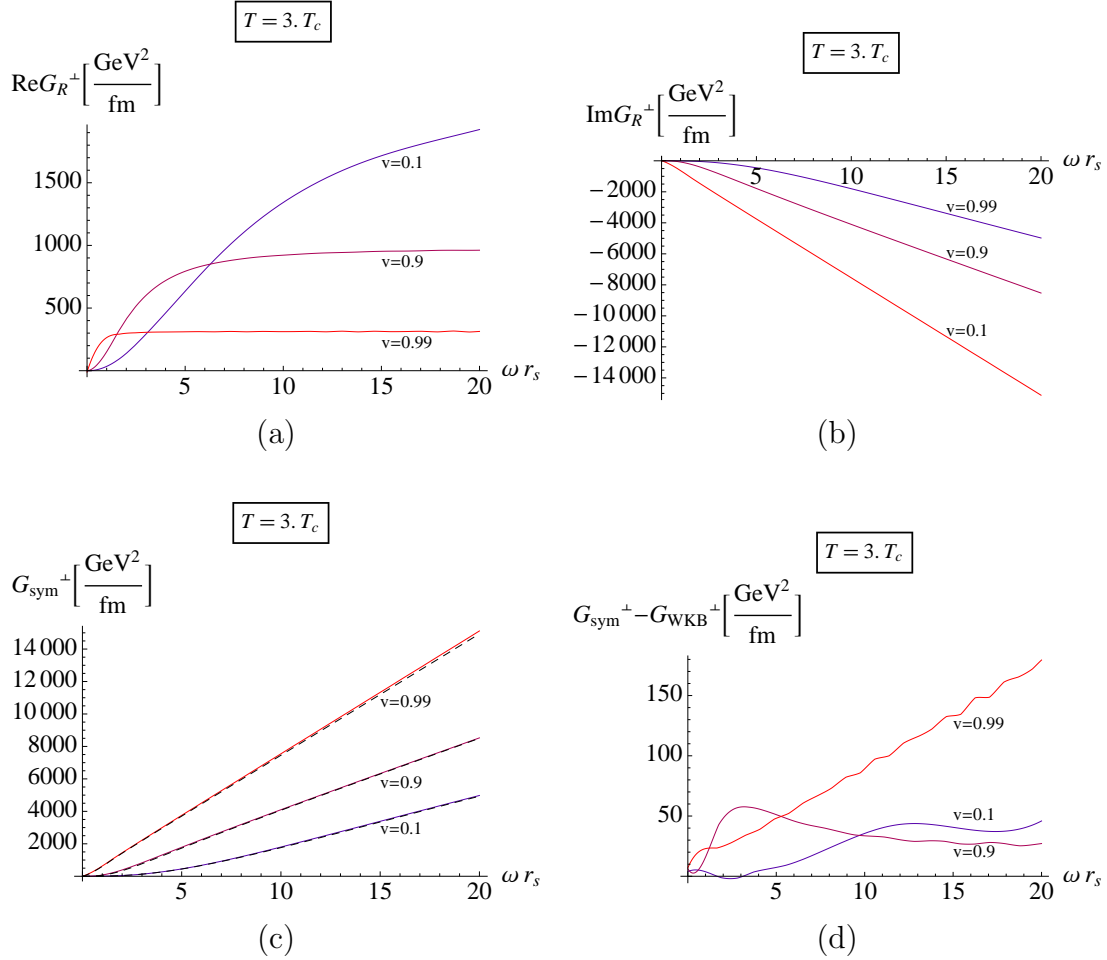 T = 3. T_c
Re G_R^⊥ [GeV^2/fm]
1500
1000
500
v=0.1
v=0.9
v=0.99
5 10 15 20
ω r_s
(a)
T = 3. T_c
Im G_R^⊥ [GeV^2/fm]
ω r_s
5 10 15 20
−2000
−4000
−6000
−8000
−10 000
−12 000
−14 000
v=0.99
v=0.9
v=0.1
(b)
T = 3. T_c
G_sym^⊥ [GeV^2/fm]
14 000
12 000
10 000
8000
6000
4000
2000
v=0.99
v=0.9
v=0.1
5 10 15 20
ω r_s
(c)
T = 3. T_c
G_sym^⊥ − G_WKB^⊥ [GeV^2/fm]
150
100
50
v=0.99
v=0.1
v=0.9
5 10 15 20
ω r_s
(d)